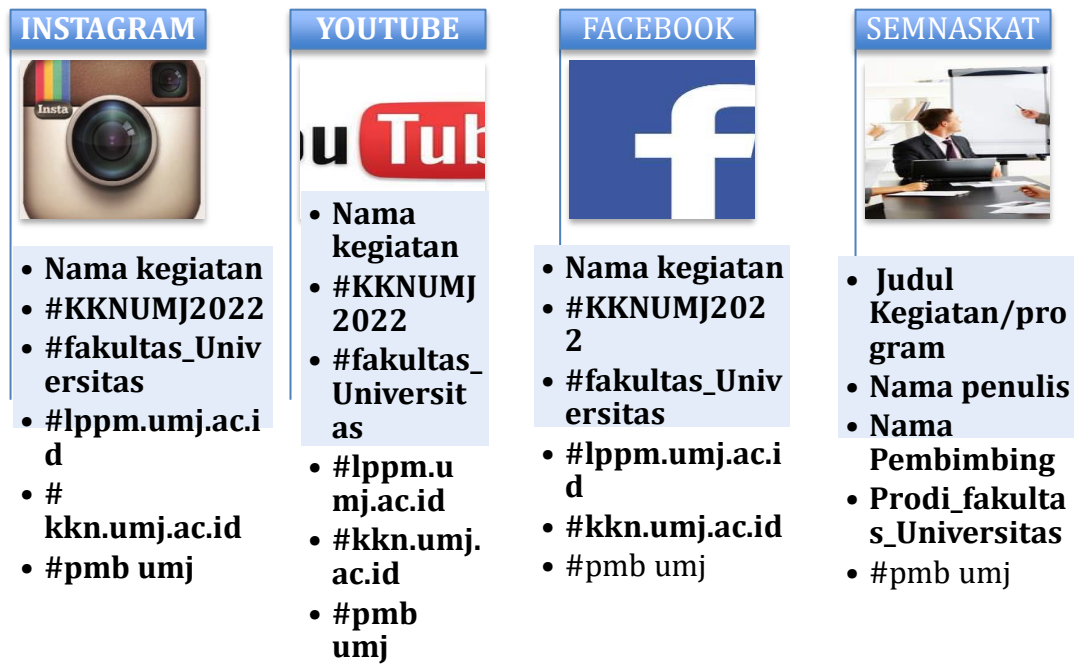 INSTAGRAM
Insta
• Nama kegiatan
• #KKNUMJ2022
• #fakultas_Univ
ersitas
• #lppm.umj.ac.i
d
• #
kkn.umj.ac.id
• #pmb umj
YOUTUBE
ou Tub
• Nama
kegiatan
• #KKNUMJ
2022
• #fakultas_
Universit
as
• #lppm.u
mj.ac.id
• #kkn.umj.
ac.id
• #pmb
umj
FACEBOOK
f
• Nama kegiatan
• #KKNUMJ202
2
• #fakultas_Univ
ersitas
• #lppm.umj.ac.i
d
• #kkn.umj.ac.id
• #pmb umj
SEMNASKAT
• Judul
Kegiatan/pro
gram
• Nama penulis
• Nama
Pembimbing
• Prodi_fakulta
s_Universitas
• #pmb umj